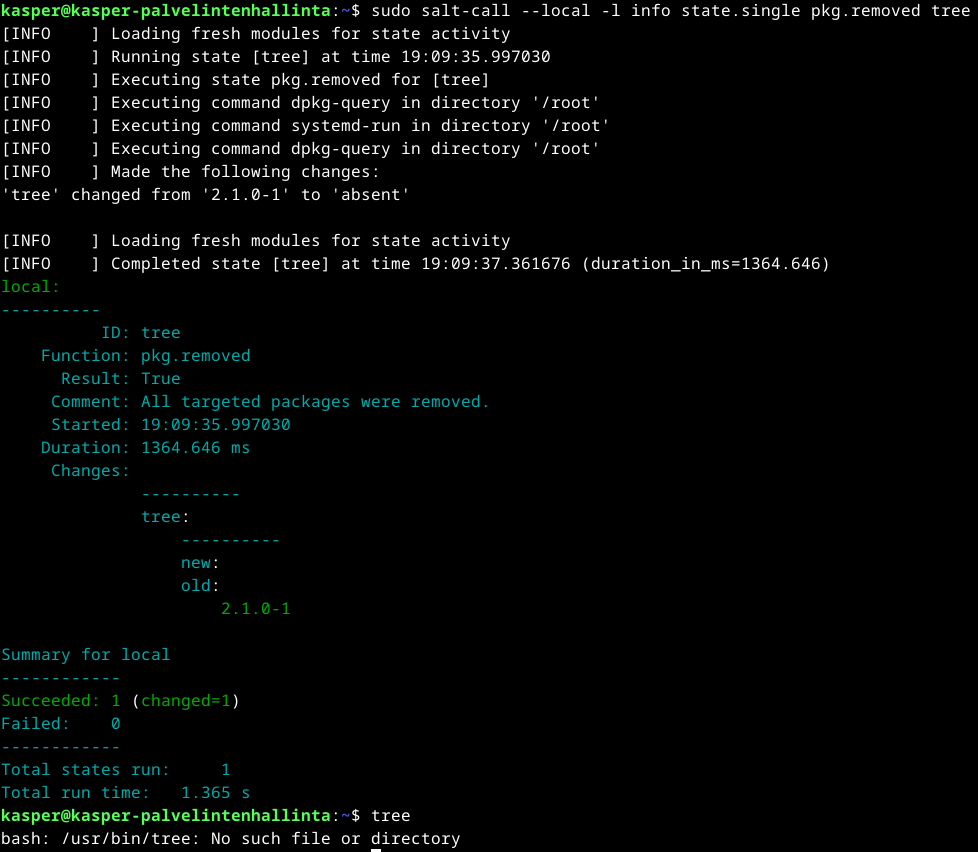 kasper@kasper-palvelintenhallinta:~$ sudo salt-call --local -l info state.single pkg.removed tree
[INFO    ] Loading fresh modules for state activity
[INFO    ] Running state [tree] at time 19:09:35.997030
[INFO    ] Executing state pkg.removed for [tree]
[INFO    ] Executing command dpkg-query in directory '/root'
[INFO    ] Executing command systemd-run in directory '/root'
[INFO    ] Executing command dpkg-query in directory '/root'
[INFO    ] Made the following changes:
'tree' changed from '2.1.0-1' to 'absent'

[INFO    ] Loading fresh modules for state activity
[INFO    ] Completed state [tree] at time 19:09:37.361676 (duration_in_ms=1364.646)
local:
----------
          ID: tree
    Function: pkg.removed
      Result: True
     Comment: All targeted packages were removed.
     Started: 19:09:35.997030
    Duration: 1364.646 ms
     Changes:
              ----------
              tree:
                  ----------
                  new:
                  old:
                      2.1.0-1

Summary for local
------------
Succeeded: 1 (changed=1)
Failed:    0
------------
Total states run:     1
Total run time:   1.365 s
kasper@kasper-palvelintenhallinta:~$ tree
bash: /usr/bin/tree: No such file or directory